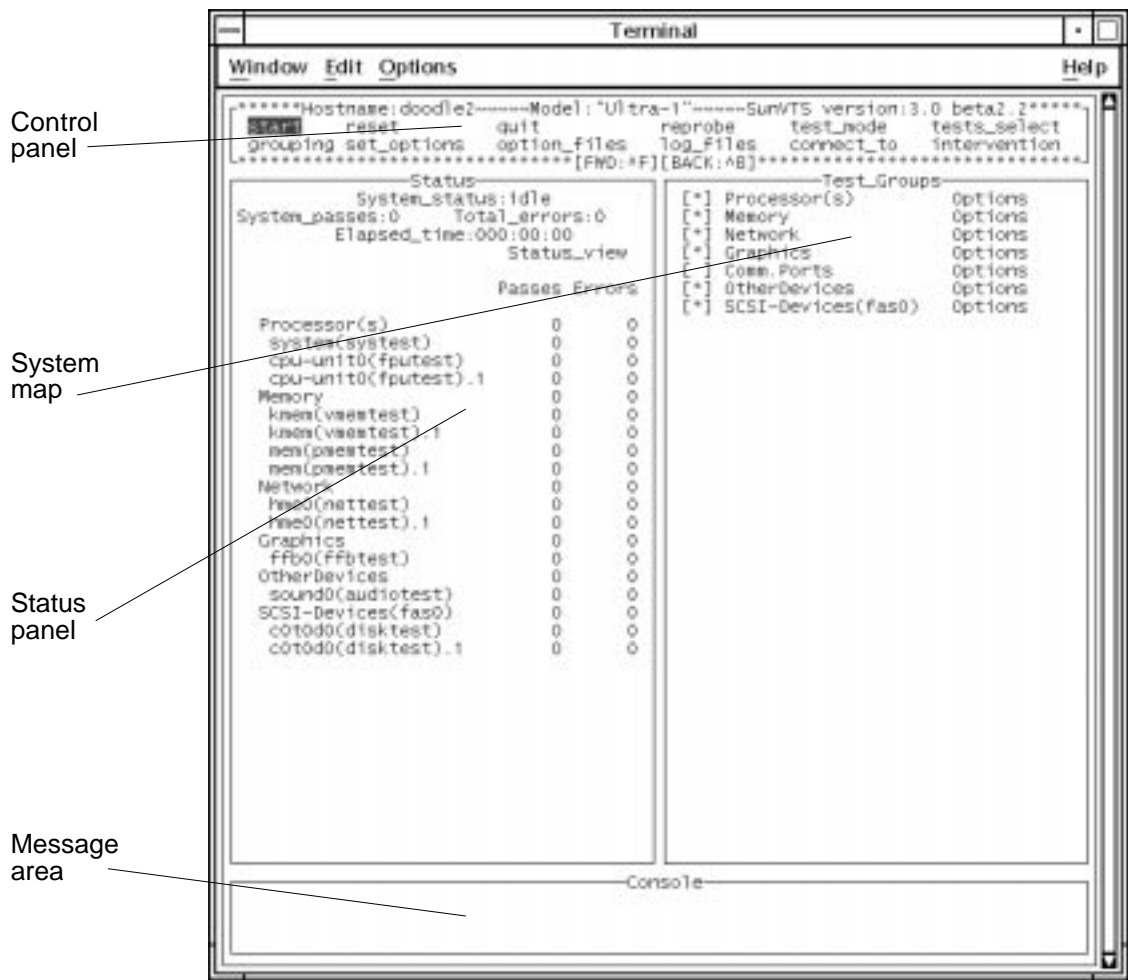 Terminal
Window Edit Options Help
******Hostname:doodle2------Model:"Ultra-1"------SunVTS version:3.0 beta2.2*****
Start reset quit reprobe test_mode tests_select
grouping set_options option_files log_files connect_to intervention
[FWD:^F][BACK:^B]
Control
panel
Status
System_status:idle
System_passes:0 Total_errors:0
Elapsed_time:000:00:00
Status_view
Passes Errors
Processor(s) 0 0
system(systest) 0 0
cpu-unit0(fputest) 0 0
cpu-unit0(fputest).1 0 0
Memory 0 0
kmem(vmemtest) 0 0
kmem(vmemtest).1 0 0
mem(pmemtest) 0 0
mem(pmemtest).1 0 0
Network 0 0
hme0(nettest) 0 0
hme0(nettest).1 0 0
Graphics 0 0
ffb0(ffbtest) 0 0
OtherDevices 0 0
sound0(audiotest) 0 0
SCSI-Devices(fas0) 0 0
c0t0d0(disktest) 0 0
c0t0d0(disktest).1 0 0
Test_Groups
[*] Processor(s) Options
[*] Memory Options
[*] Network Options
[*] Graphics Options
[ ] Comm.Ports Options
[*] OtherDevices Options
[*] SCSI-Devices(fas0) Options
System
map
Status
panel
Message
area
Console